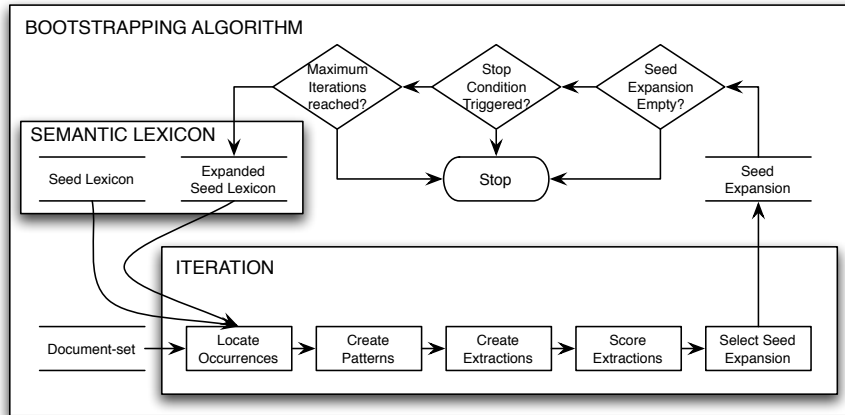 BOOTSTRAPPING ALGORITHM
Maximum
Iterations
reached?
Stop
Condition
Triggered?
Seed
Expansion
Empty?
SEMANTIC LEXICON
Seed Lexicon
Expanded
Seed Lexicon
Stop
Seed
Expansion
ITERATION
Document-set
Locate
Occurrences
Create
Patterns
Create
Extractions
Score
Extractions
Select Seed
Expansion